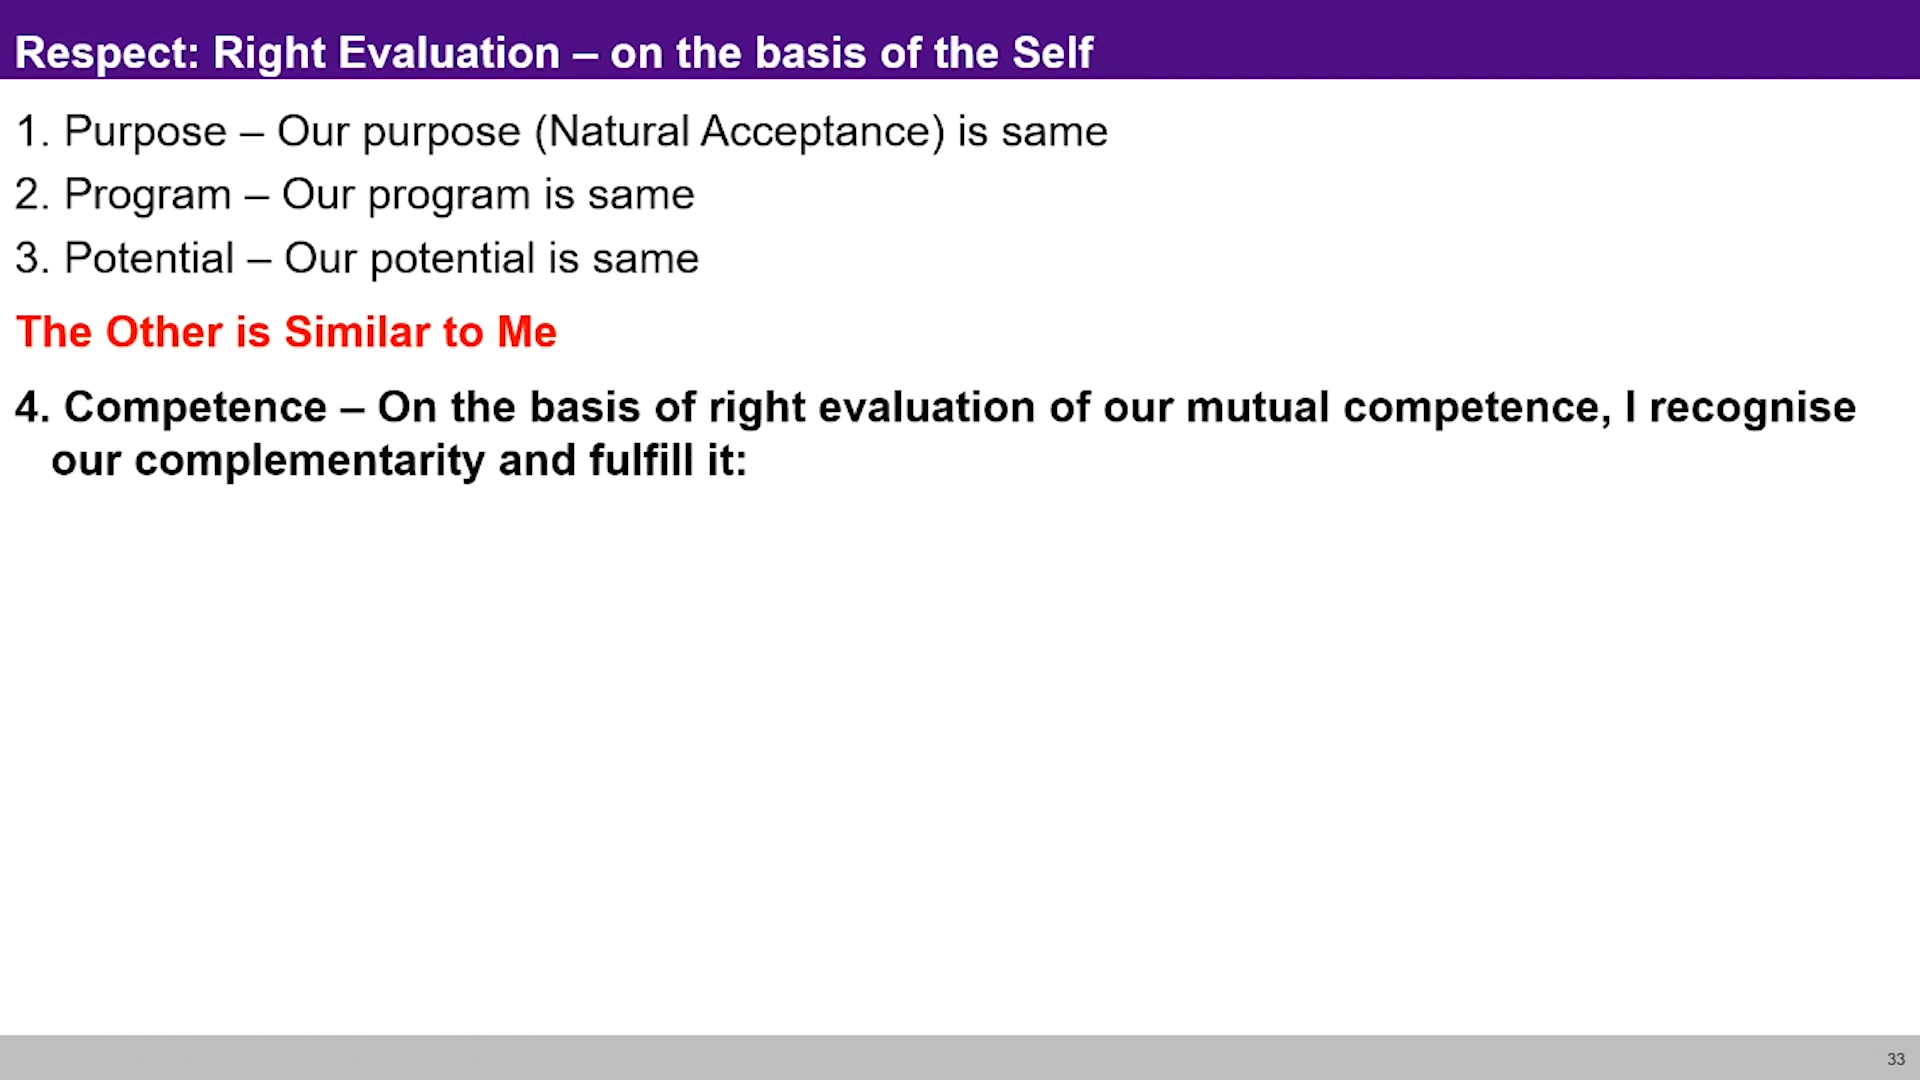 Respect: Right Evaluation – on the basis of the Self
1. Purpose – Our purpose (Natural Acceptance) is same
2. Program – Our program is same
3. Potential – Our potential is same
The Other is Similar to Me
4. Competence – On the basis of right evaluation of our mutual competence, I recognise
our complementarity and fulfill it:
33